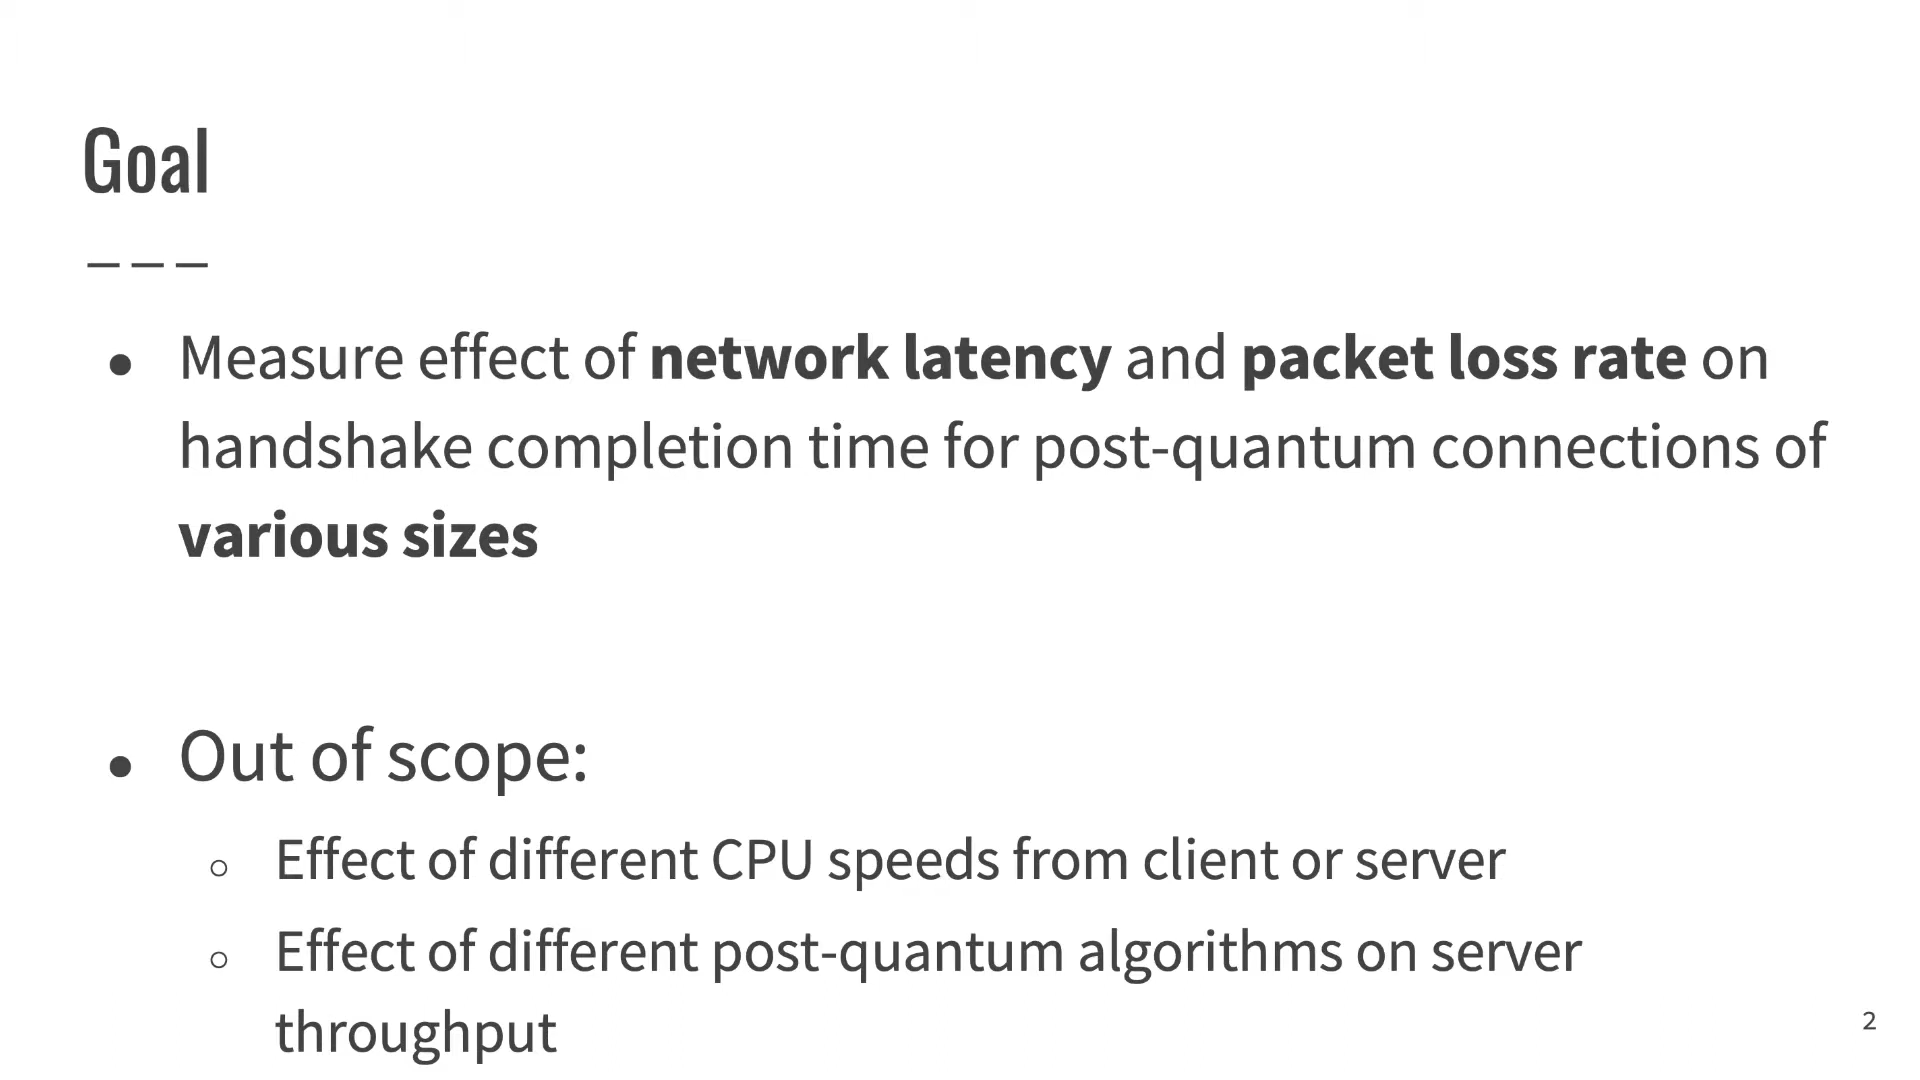 Goal
● Measure effect of network latency and packet loss rate on
handshake completion time for post-quantum connections of
various sizes
● Out of scope:
○ Effect of different CPU speeds from client or server
○ Effect of different post-quantum algorithms on server
throughput
2